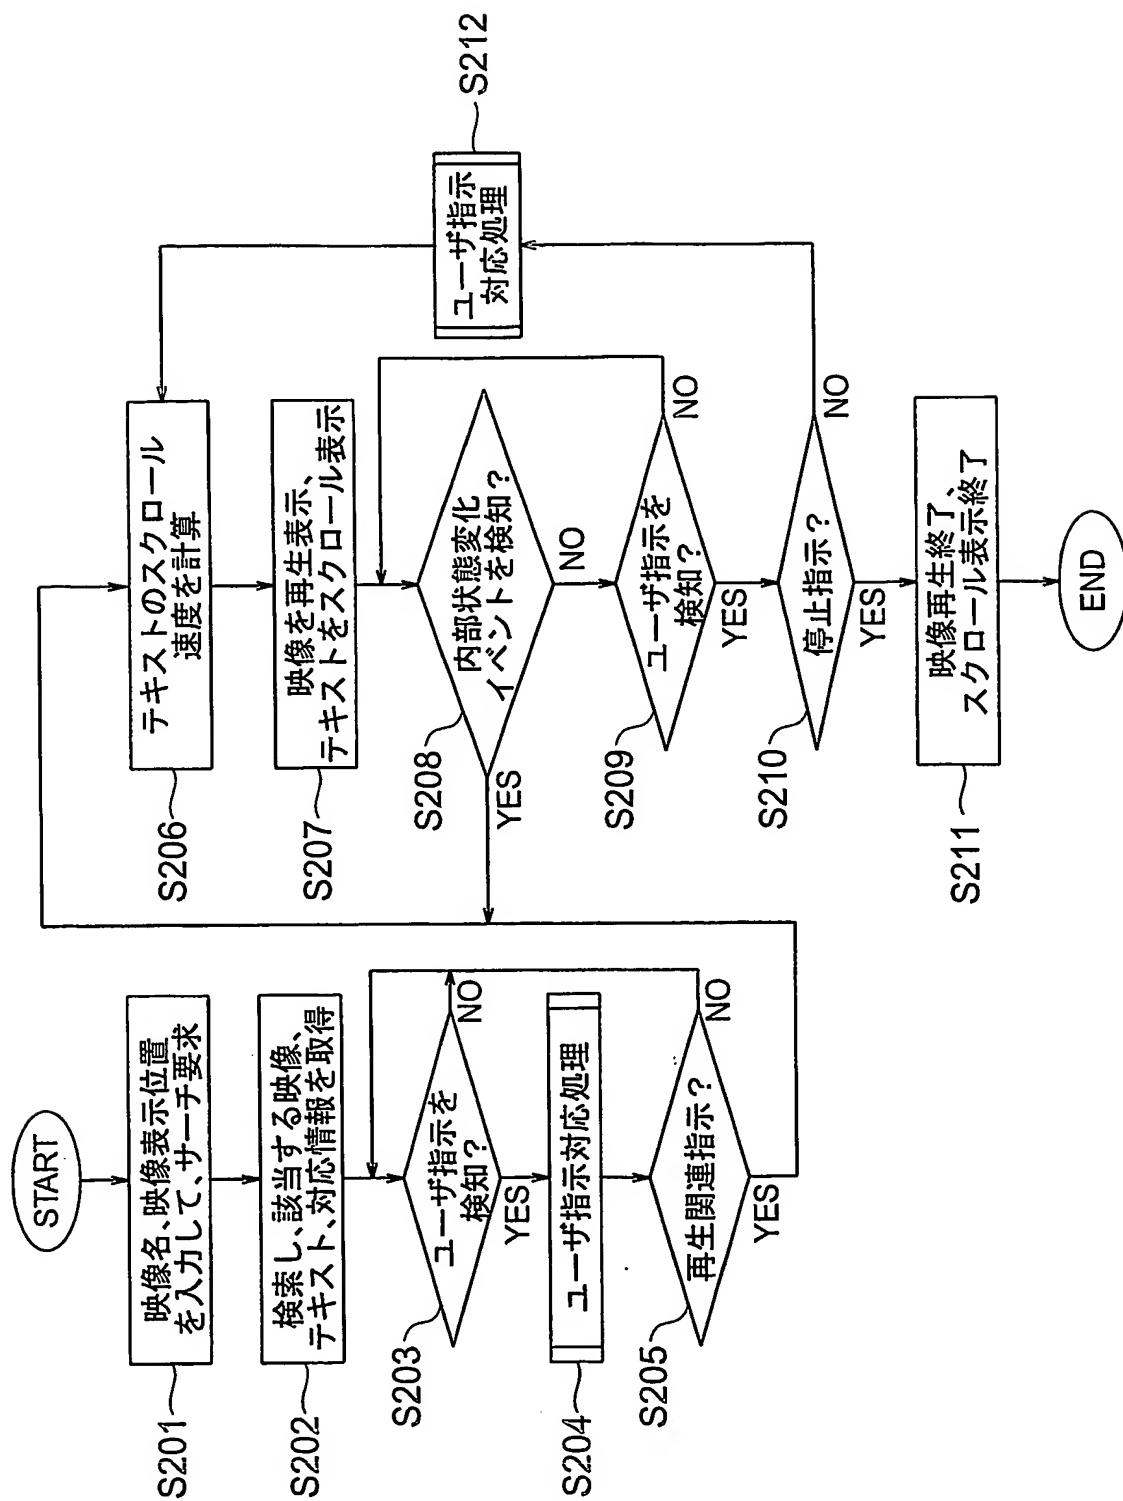 START
S201
映像名、映像表示位置
を入力して、サーチ要求
S202
検索し、該当する映像、
テキスト、対応情報を取得
S203
ユーザ指示を
検知?
NO
YES
S204
ユーザ指示対応処理
S205
再生関連指示?
NO
YES
S206
テキストのスクロール
速度を計算
S207
映像を再生表示、
テキストをスクロール表示
S208
内部状態変化
イベントを検知?
YES
NO
S209
ユーザ指示を
検知?
NO
YES
S210
停止指示?
NO
YES
S211
映像再生終了、
スクロール表示終了
END
S212
ユーザ指示
対応処理